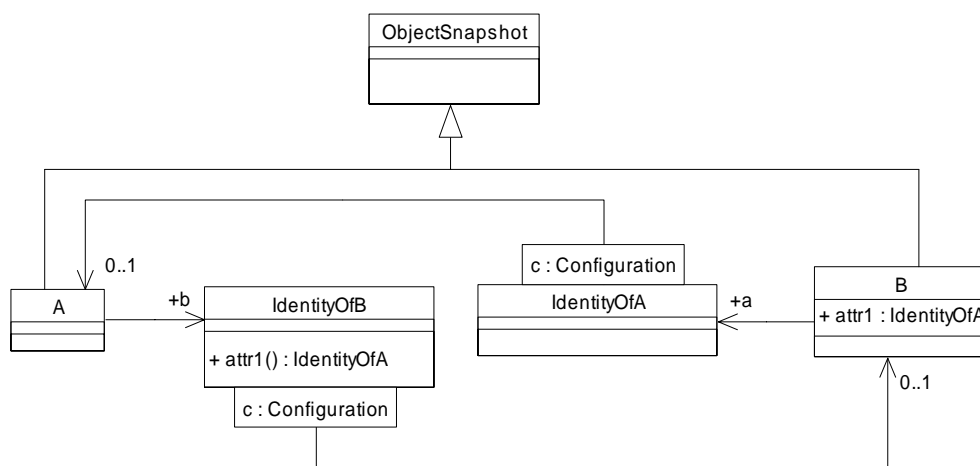 ObjectSnapshot
0..1
c : Configuration
A
+b
IdentityOfB
+ attr1() : IdentityOfA
c : Configuration
IdentityOfA
+a
B
+ attr1 : IdentityOfA
0..1